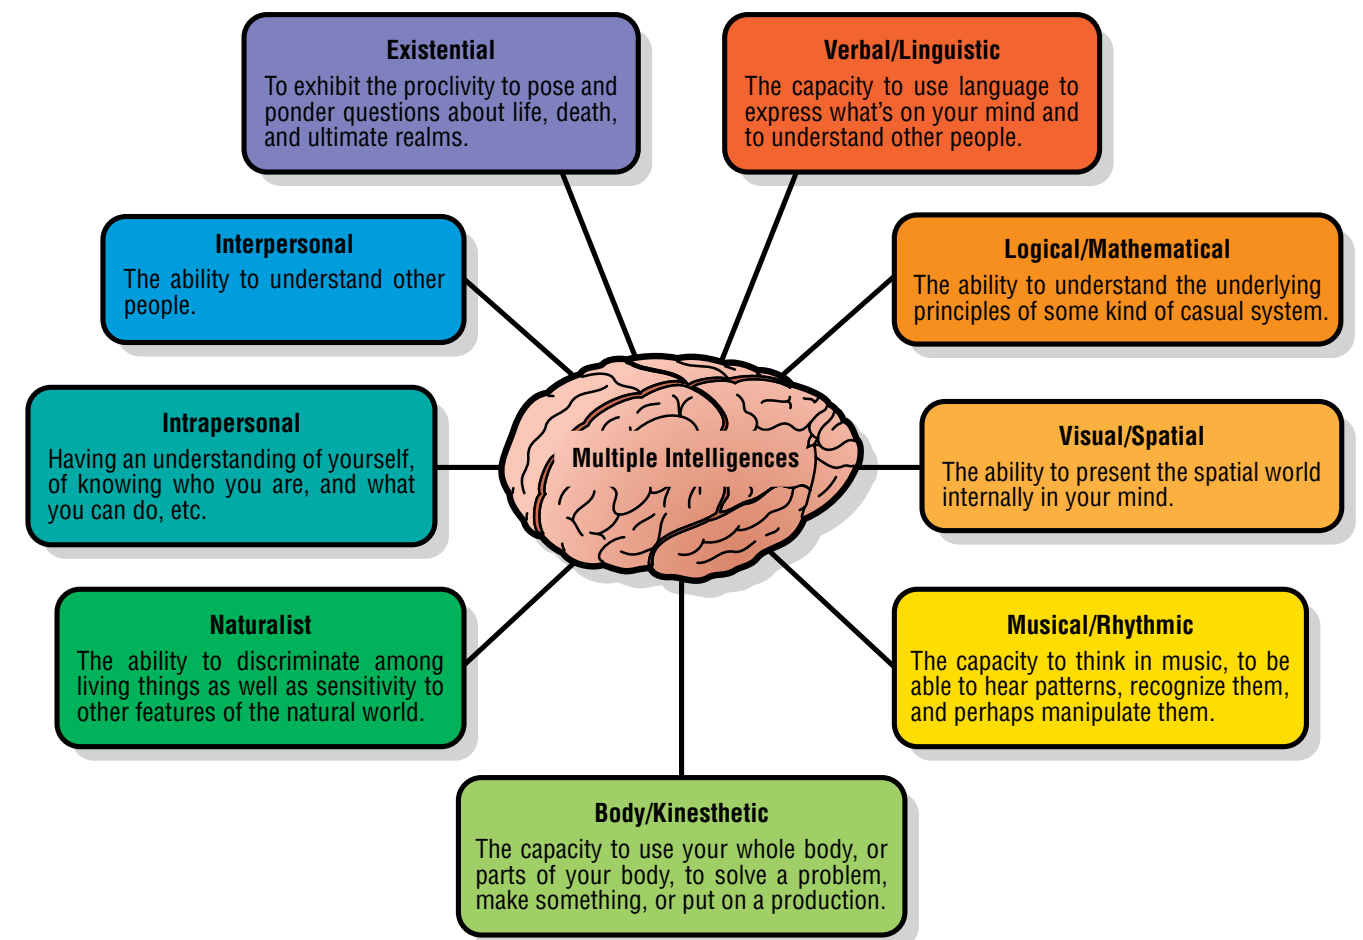 Existential
To exhibit the proclivity to pose and
ponder questions about life, death,
and ultimate realms.
Verbal/Linguistic
The capacity to use language to
express what's on your mind and
to understand other people.
Interpersonal
The ability to understand other
people.
Logical/Mathematical
The ability to understand the underlying
principles of some kind of casual system.
Intrapersonal
Having an understanding of yourself,
of knowing who you are, and what
you can do, etc.
Multiple Intelligences
Visual/Spatial
The ability to present the spatial world
internally in your mind.
Naturalist
The ability to discriminate among
living things as well as sensitivity to
other features of the natural world.
Musical/Rhythmic
The capacity to think in music, to be
able to hear patterns, recognize them,
and perhaps manipulate them.
Body/Kinesthetic
The capacity to use your whole body, or
parts of your body, to solve a problem,
make something, or put on a production.